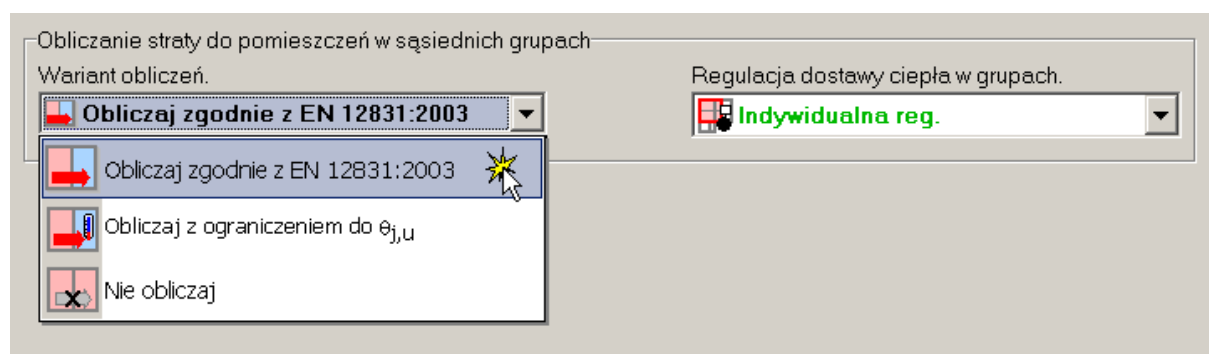 Obliczanie straty do pomieszczeń w sąsiednich grupach
Wariant obliczeń.
Regulacja dostawy ciepła w grupach.
Obliczaj zgodnie z EN 12831:2003
Indywidualna reg.
Obliczaj zgodnie z EN 12831:2003
Obliczaj z ograniczeniem do θj,u
Nie obliczaj